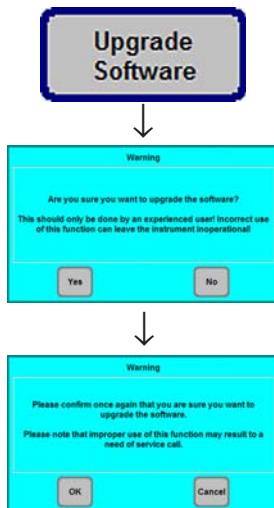 Upgrade
Software
Warning
Are you sure you want to upgrade the software?
This should only be done by an experienced user! Incorrect use
of this function can leave the instrument inoperational!
Yes
No
Warning
Please confirm once again that you are sure you want to
upgrade the software.
Please note that improper use of this function may result to a
need of service call.
OK
Cancel